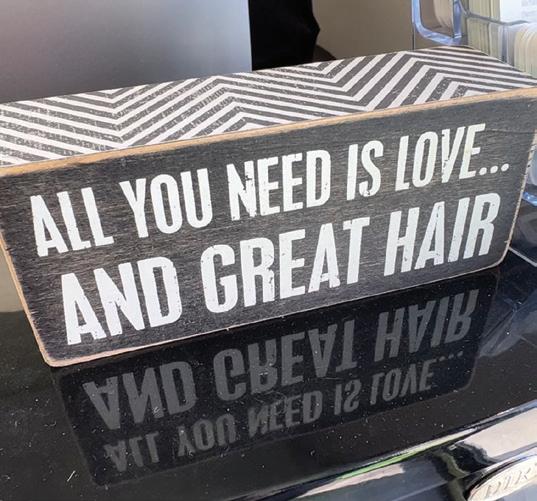 ALL YOU NEED IS LOVE...
AND GREAT HAIR